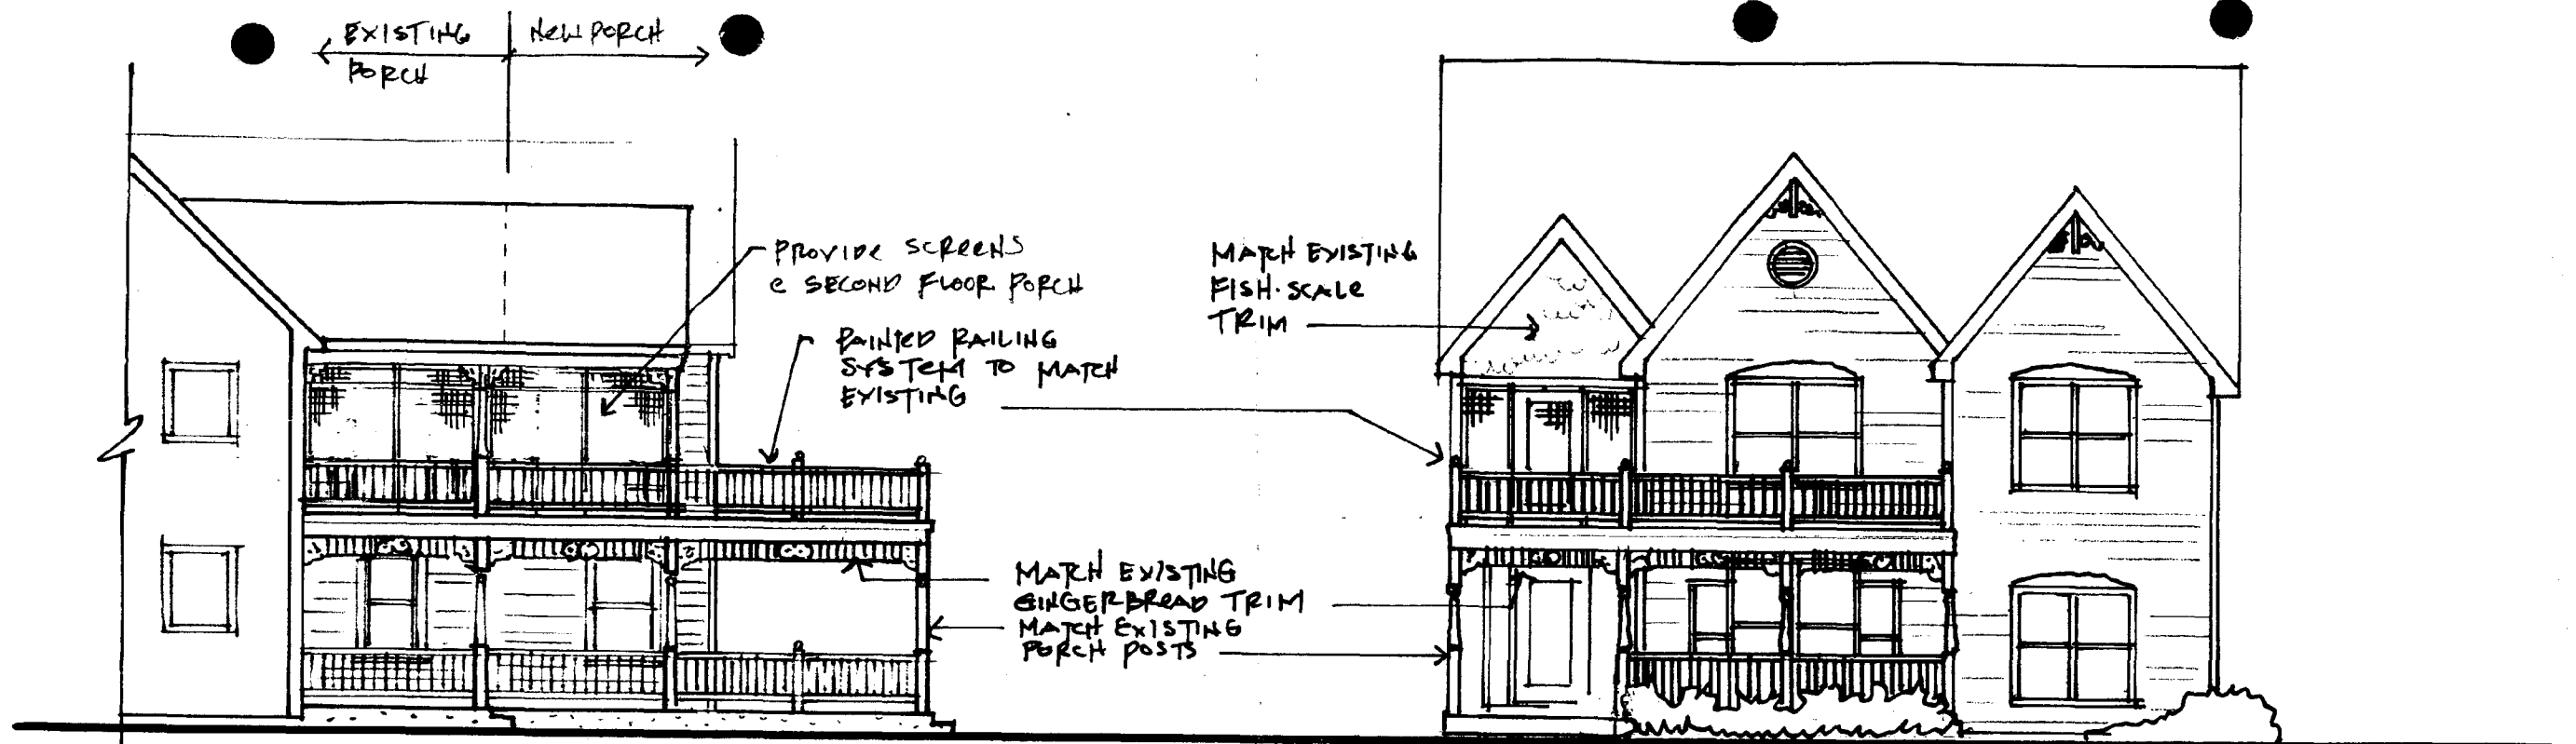 EXISTING
PORCH
NEW PORCH
PROVIDE SCREENS
@ SECOND FLOOR PORCH
PAINTED RAILING
SYSTEM TO MATCH
EXISTING
MATCH EXISTING
FISH-SCALE
TRIM
MATCH EXISTING
GINGERBREAD TRIM
MATCH EXISTING
PORCH POSTS